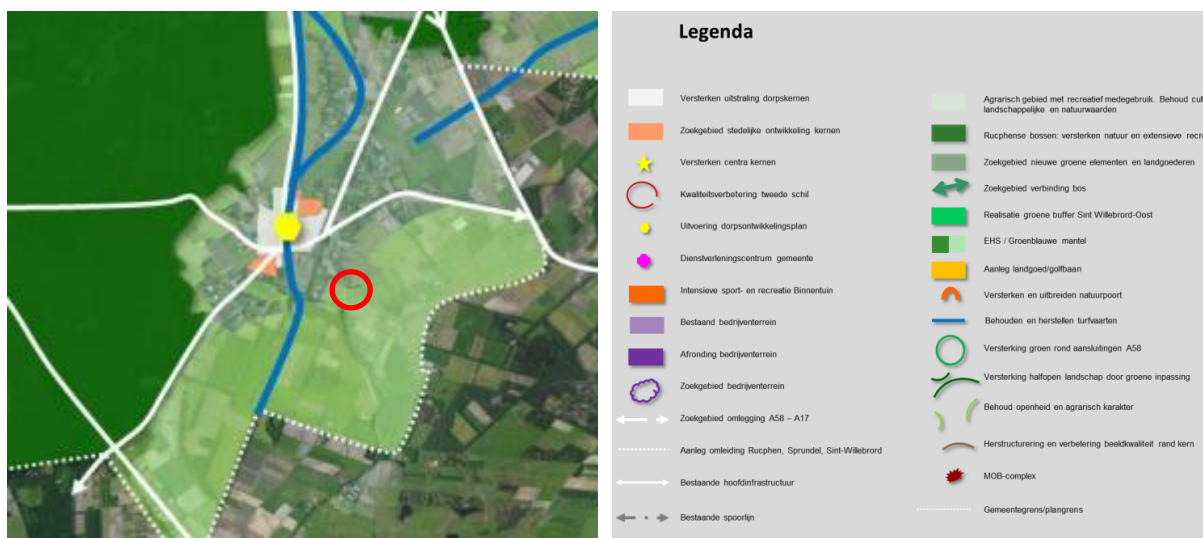 Legenda
Versterken uitstraling dorpskernen
Zoekgebied stedelijke ontwikkeling kernen
Versterken centra kernen
Kwaliteitsverbetering tweede schil
Uitvoering dorpsontwikkelingsplan
Dienstverleningscentrum gemeente
Intensieve sport- en recreatie Binnentuin
Bestaand bedrijventerrein
Afronding bedrijventerrein
Zoekgebied bedrijventerrein
Zoekgebied omlegging A58 – A17
Aanleg omleiding Rucphen, Sprundel, Sint-Willebrord
Bestaande hoofdinfrastructuur
Bestaande spoorlijn
Agrarisch gebied met recreatief medegebruik. Behoud cul
landschappelijke en natuurwaarden
Rucphense bossen: versterken natuur en extensieve recre
Zoekgebied nieuwe groene elementen en landgoederen
Zoekgebied verbinding bos
Realisatie groene buffer Sint Willebrord-Oost
EHS / Groenblauwe mantel
Aanleg landgoed/golfbaan
Versterken en uitbreiden natuurpoort
Behouden en herstellen turfvaarten
Versterking groen rond aansluitingen A58
Versterking halfopen landschap door groene inpassing
Behoud openheid en agrarisch karakter
Herstructurering en verbetering beeldkwaliteit rand kern
MOB-complex
Gemeentegrens/plangrens